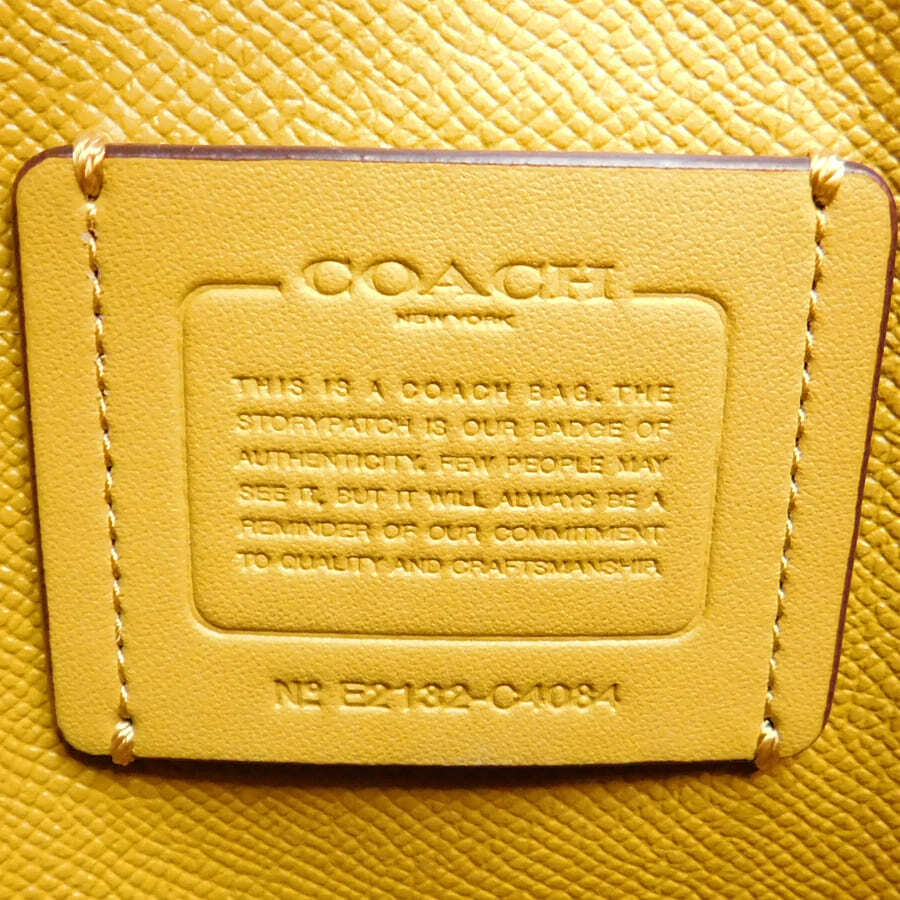 COACH
NEW YORK
THIS IS A COACH BAG. THE
STORYPATCH IS OUR BADGE OF
AUTHENTICITY. FEW PEOPLE MAY
SEE IT, BUT IT WILL ALWAYS BE A
REMINDER OF OUR COMMITMENT
TO QUALITY AND CRAFTSMANSHIP.
Nº E2132-C4084